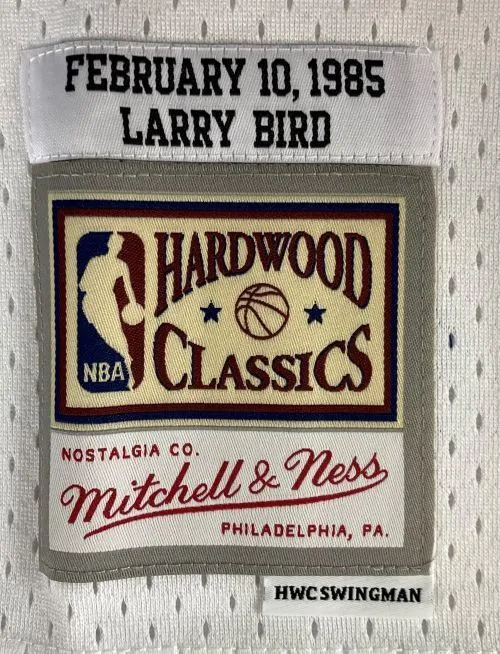 FEBRUARY 10, 1985
LARRY BIRD
HARDWOOD
CLASSICS
NBA
NOSTALGIA CO.
Mitchell & Ness
PHILADELPHIA, PA.
HWC SWINGMAN